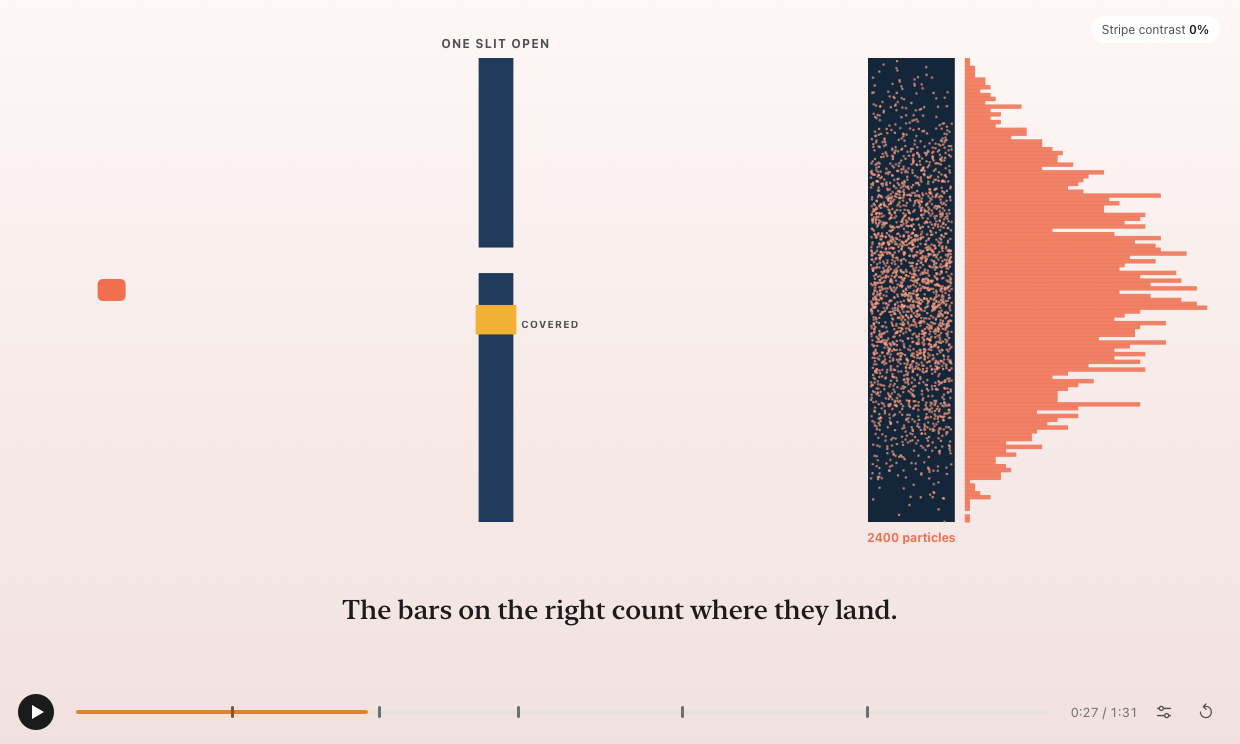 Stripe contrast 0%
ONE SLIT OPEN
COVERED
2400 particles
The bars on the right count where they land.
0:27 / 1:31